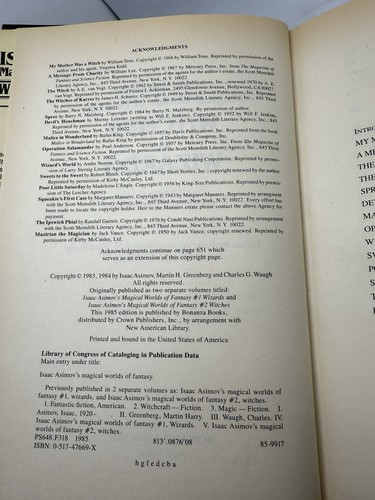 ACKNOWLEDGMENTS
My Mother Was a Witch by William Tenn. Copyright © 1966 by William Tenn. Reprinted by permission of the
author and his agent, Virginia Kidd.
A Message From Charity by William Lee. Copyright © 1967 by Mercury Press, Inc. from The Magazine of
Fantasy and Science Fiction. Reprinted by permission of the agents for the author's estate, the Scott Meredith
Literary Agency, Inc., 845 Third Avenue, N.Y., N.Y. 10022.
The Witch by A.E. van Vogt. Copyright © 1942 by Street & Smith Publications, Inc., renewed 1970 by A. E.
van Vogt. Reprinted by permission of Forrest J. Ackerman, 2495 Glendower Avenue, Hollywood, CA 90027.
The Witches of Karres by James H. Schmitz. Copyright © 1949 by Street & Smith Publications, Inc. Reprinted
by permission of the agents for the author's estate, the Scott Meredith Literary Agency, Inc., 845 Third
Avenue, New York, N.Y. 10022.
Spree by Barry N. Malzberg. Copyright © 1984 by Barry N. Malzberg. By permission of author.
Devil's Henchman by Murray Leinster (writing as Will F. Jenkins). Copyright © 1952 by Will F. Jenkins.
Reprinted by permission of the agents for the author's estate, the Scott Meredith Literary Agency, Inc., 845
Third Avenue, New York, N.Y. 10022.
Malice in Wonderland by Rufus King. Copyright © 1957 by Davis Publications, Inc. Reprinted from the book
Malice in Wonderland by Rufus King by permission of Doubleday & Company, Inc.
Operation Salamander by Poul Anderson. Copyright © 1957 by Mercury Press, Inc. From The Magazine of
Fantasy and Science Fiction. Reprinted by permission of the Scott Meredith Literary Agency, Inc., 845 Third
Avenue, New York, N.Y. 10022.
Wizard's World by Andre Norton. Copyright © 1967 by Galaxy Publishing Corporation. Reprinted by permission
of Larry Sternig Literary Agency.
Sweets to the Sweet by Robert Bloch. Copyright © 1947 by Short Stories, Inc., copyright renewed by the author.
Reprinted by permission of Kirby McCauley, Ltd.
Poor Little Saturday by Madeleine L'Engle. Copyright © 1956 by King-Size Publications. Reprinted by permission
of The Lescher Agency.
Squeakie's First Case by Margaret Manners. Copyright © 1943 by Margaret Manners. Reprinted by arrangement
with the Scott Meredith Literary Agency, Inc., 845 Third Avenue, New York, N.Y. 10022. Every effort has
been made to locate the copyright holder. Heir to the Manners estate please contact the above Agency for
payment.
The Ipswich Phial by Randall Garrett. Copyright © 1976 by Condé Nast Publications. Reprinted by arrangement
with the Scott Meredith Literary Agency, Inc., 845 Third Avenue, New York, N.Y. 10022.
Mazirian the Magician by Jack Vance. Copyright © 1950 by Jack Vance, copyright renewed. Reprinted by permission
of Kirby McCauley, Ltd.
Acknowledgments continue on page 651 which
serves as an extension of this copyright page.
Copyright © 1983, 1984 by Isaac Asimov, Martin H. Greenberg and Charles G. Waugh
All rights reserved.
Originally published as two separate volumes titled:
Isaac Asimov's Magical Worlds of Fantasy #1 Wizards and
Isaac Asimov's Magical Worlds of Fantasy #2 Witches
This 1985 edition is published by Bonanza Books,
distributed by Crown Publishers, Inc., by arrangement with
New American Library.
Printed and bound in the United States of America
Library of Congress Cataloging in Publication Data
Main entry under title:
Isaac Asimov's magical worlds of fantasy.
Previously published in 2 separate volumes as: Isaac Asimov's magical worlds of
fantasy #1, wizards, and Isaac Asimov's magical worlds of fantasy #2, witches.
1. Fantastic fiction, American. 2. Witchcraft — Fiction. 3. Magic — Fiction. I.
Asimov, Isaac, 1920– . II. Greenberg, Martin Harry. III. Waugh, Charles. IV.
Isaac Asimov's magical worlds of fantasy #1, Wizards. V. Isaac Asimov's magical
worlds of fantasy #2, witches.
PS648.F318 1985 813'.0876'08 85-9917
ISBN: 0-517-47669-X
h g f e d c b a
INTRO
MY M
A ME
THE
THE
SPR
DE
MA
O
W
S
P
S
T